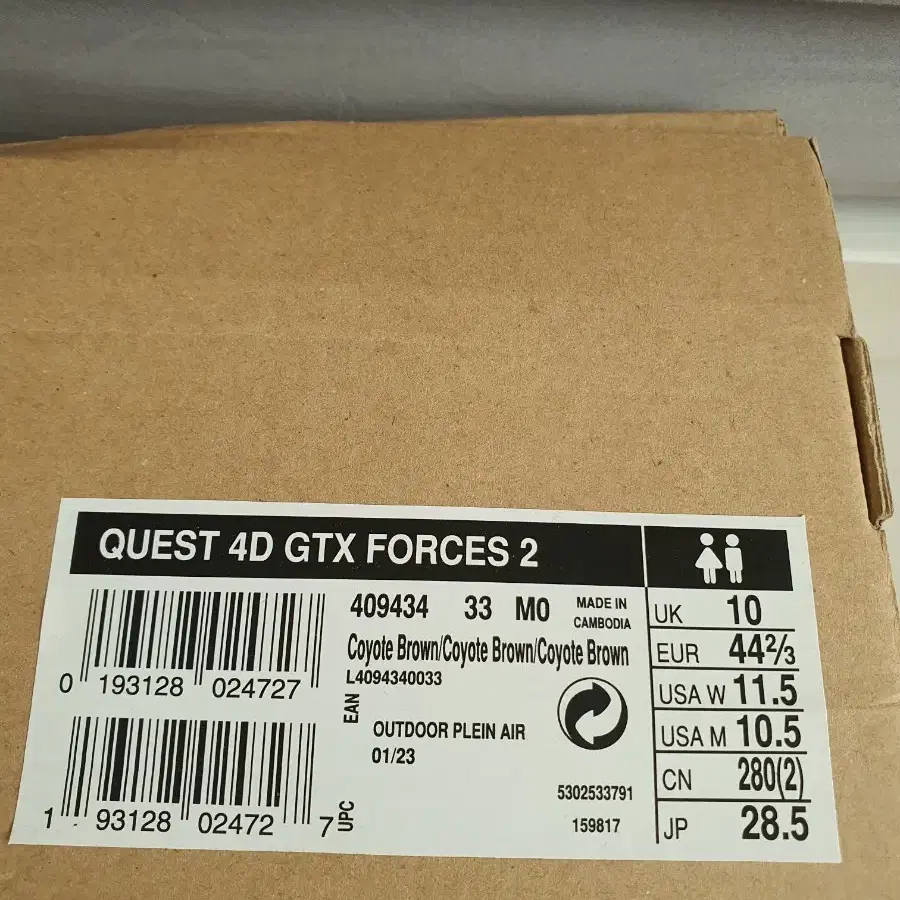 QUEST 4D GTX FORCES 2
0 193128 024727
1 93128 02472 7
UPC
EAN
409434 33 M0
MADE IN
CAMBODIA
Coyote Brown/Coyote Brown/Coyote Brown
L4094340033
OUTDOOR PLEIN AIR
01/23
5302533791
159817
UK 10
EUR 44⅔
USA W 11.5
USA M 10.5
CN 280(2)
JP 28.5